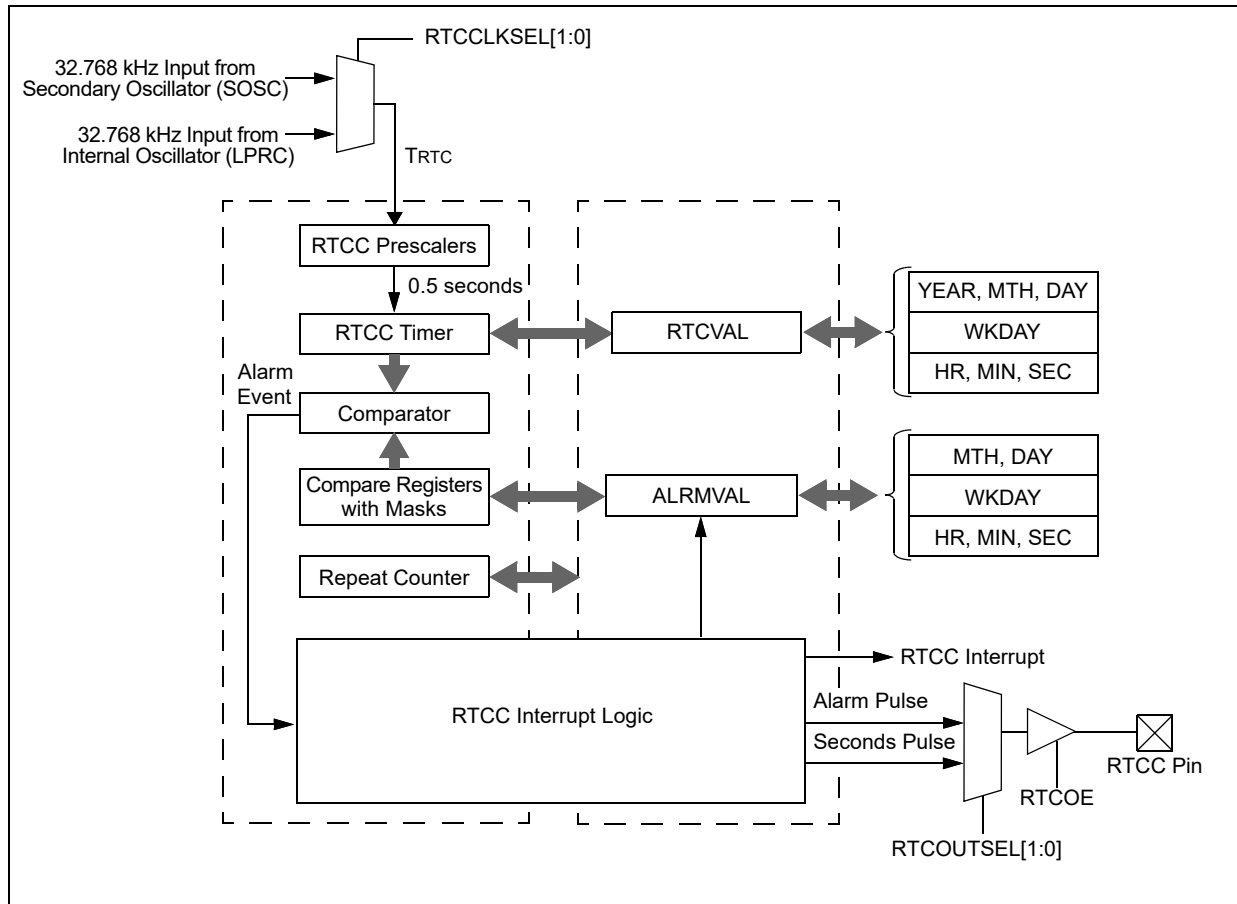 RTCCLKSEL[1:0]
32.768 kHz Input from
Secondary Oscillator (SOSC)
32.768 kHz Input from
Internal Oscillator (LPRC)
TRTC
RTCC Prescalers
0.5 seconds
RTCC Timer
RTCVAL
YEAR, MTH, DAY
WKDAY
HR, MIN, SEC
Alarm
Event
Comparator
Compare Registers
with Masks
ALRMVAL
MTH, DAY
WKDAY
HR, MIN, SEC
Repeat Counter
RTCC Interrupt Logic
RTCC Interrupt
Alarm Pulse
Seconds Pulse
RTCC Pin
RTCOE
RTCOUTSEL[1:0]